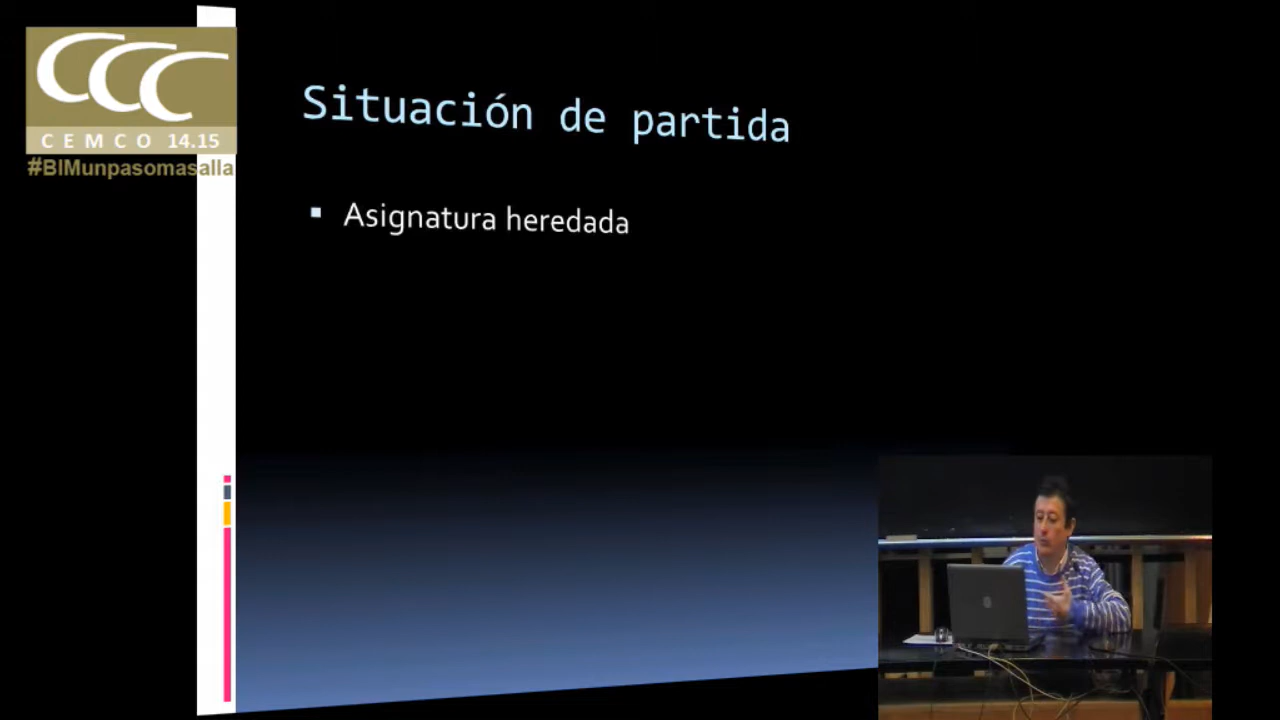 CCC
CEMCO 14.15
#BIMunpasomasalla
Situación de partida
Asignatura heredada